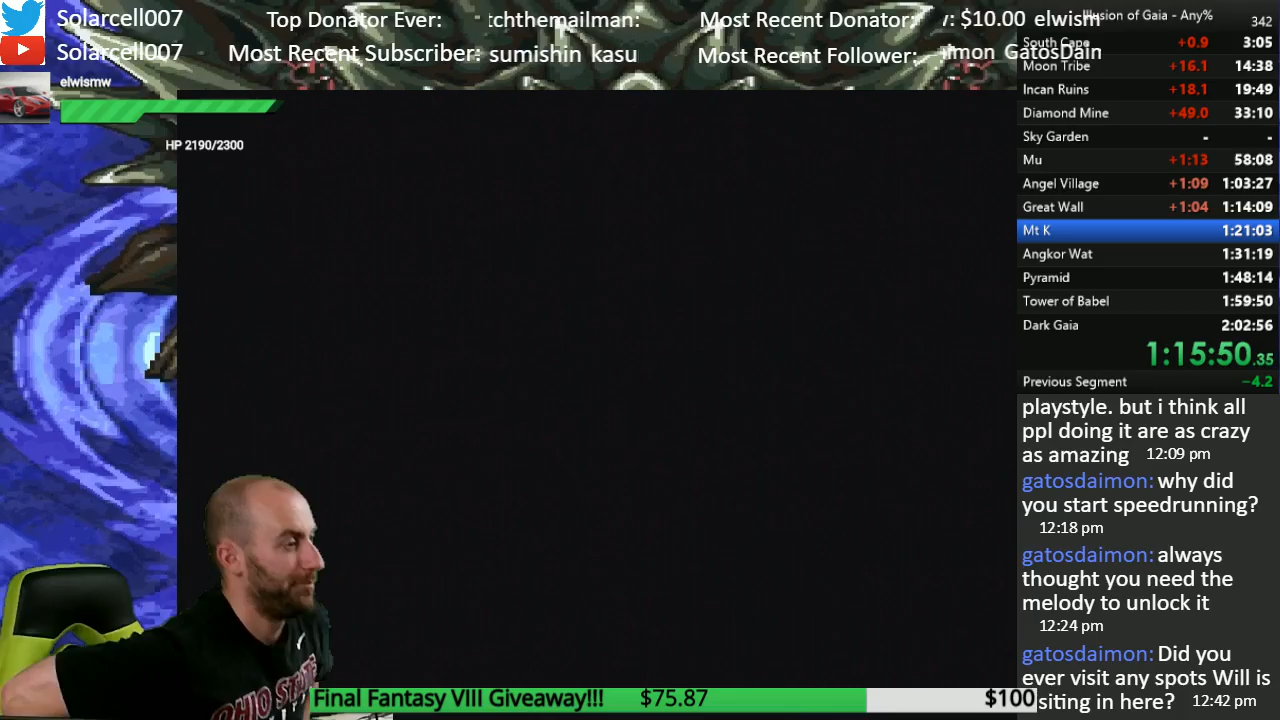 Solarcell007 Top Donator Ever: :chthemailman: Most Recent Donator: /: $10.00 elwism
Solarcell007 Most Recent Subscriber: sumishin kasu Most Recent Follower: GatosDain
elwismw
HP 2190/2300
Illusion of Gaia - Any% 342
South Cape +0.9 3:05
Moon Tribe +16.1 14:38
Incan Ruins +18.1 19:49
Diamond Mine +49.0 33:10
Sky Garden - -
Mu +1:13 58:08
Angel Village +1:09 1:03:27
Great Wall +1:04 1:14:09
Mt K 1:21:03
Angkor Wat 1:31:19
Pyramid 1:48:14
Tower of Babel 1:59:50
Dark Gaia 2:02:56
1:15:50.35
Previous Segment −4.2
playstyle. but i think all
ppl doing it are as crazy
as amazing 12:09 pm
gatosdaimon: why did
you start speedrunning?
12:18 pm
gatosdaimon: always
thought you need the
melody to unlock it
12:24 pm
gatosdaimon: Did you
ever visit any spots Will is
siting in here? 12:42 pm
OHIO STATE
Final Fantasy VIII Giveaway!!! $75.87 $100